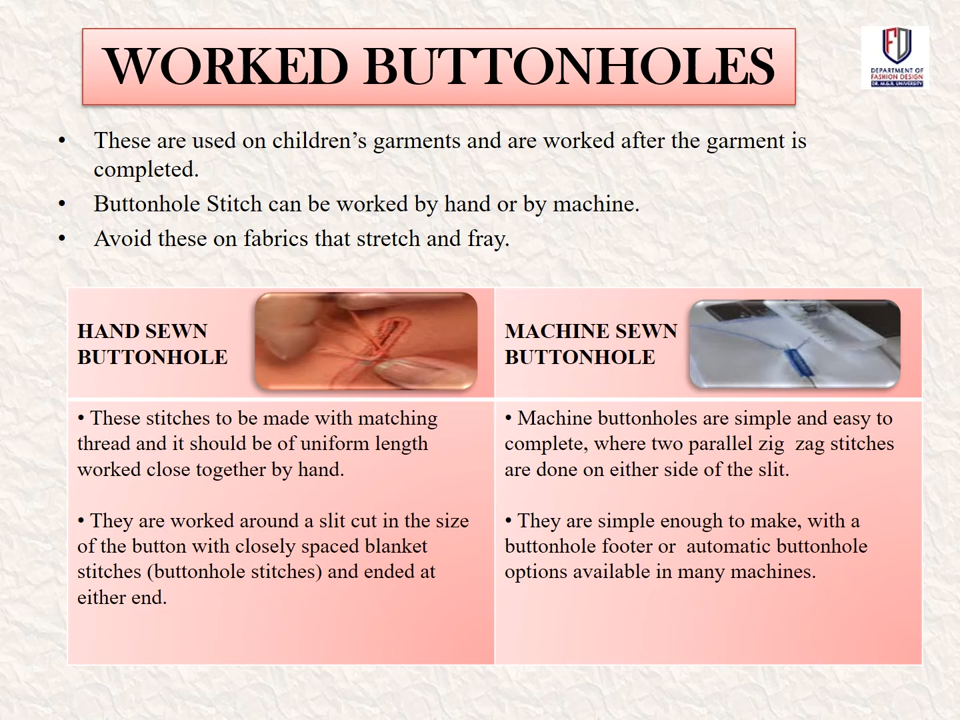 WORKED BUTTONHOLES
DEPARTMENT OF
FASHION DESIGN
DR. M.G.R. UNIVERSITY
• These are used on children’s garments and are worked after the garment is
completed.
• Buttonhole Stitch can be worked by hand or by machine.
• Avoid these on fabrics that stretch and fray.
HAND SEWN
BUTTONHOLE
• These stitches to be made with matching
thread and it should be of uniform length
worked close together by hand.
• They are worked around a slit cut in the size
of the button with closely spaced blanket
stitches (buttonhole stitches) and ended at
either end.
MACHINE SEWN
BUTTONHOLE
• Machine buttonholes are simple and easy to
complete, where two parallel zig  zag stitches
are done on either side of the slit.
• They are simple enough to make, with a
buttonhole footer or  automatic buttonhole
options available in many machines.